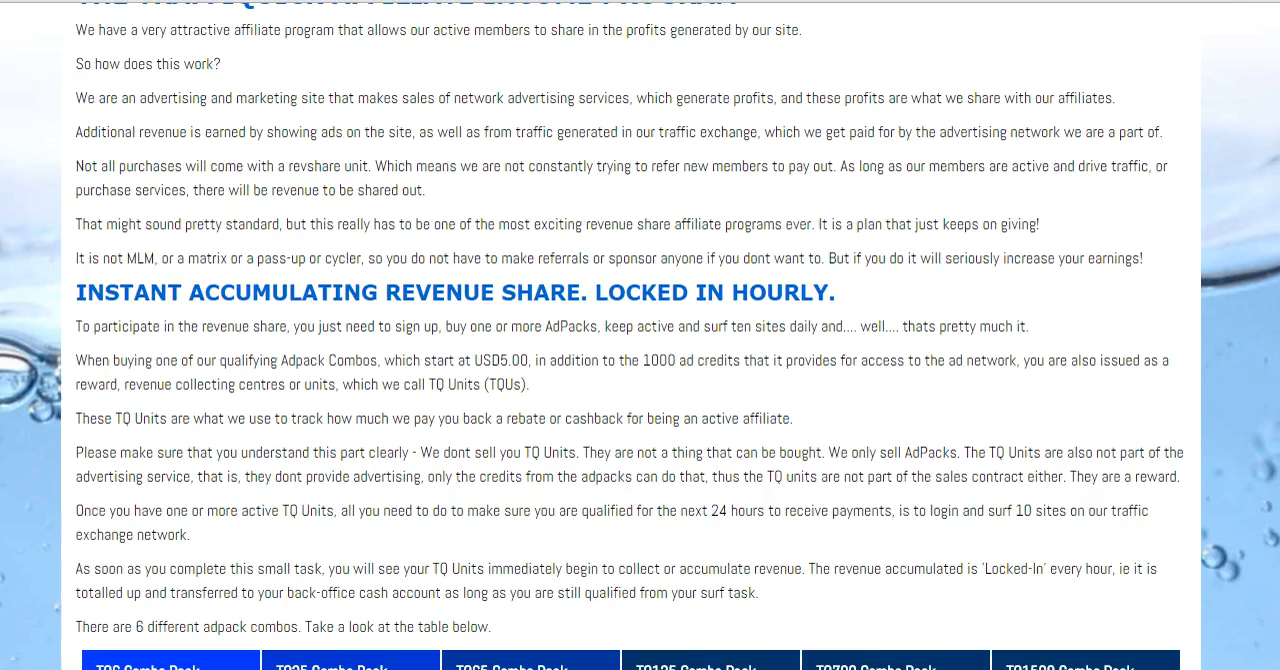 THE TRAFFIQUICK AFFILIATE INCOME PROGRAM
We have a very attractive affiliate program that allows our active members to share in the profits generated by our site.
So how does this work?
We are an advertising and marketing site that makes sales of network advertising services, which generate profits, and these profits are what we share with our affiliates.
Additional revenue is earned by showing ads on the site, as well as from traffic generated in our traffic exchange, which we get paid for by the advertising network we are a part of.
Not all purchases will come with a revshare unit. Which means we are not constantly trying to refer new members to pay out. As long as our members are active and drive traffic, or
purchase services, there will be revenue to be shared out.
That might sound pretty standard, but this really has to be one of the most exciting revenue share affiliate programs ever. It is a plan that just keeps on giving!
It is not MLM, or a matrix or a pass-up or cycler, so you do not have to make referrals or sponsor anyone if you dont want to. But if you do it will seriously increase your earnings!
INSTANT ACCUMULATING REVENUE SHARE. LOCKED IN HOURLY.
To participate in the revenue share, you just need to sign up, buy one or more AdPacks, keep active and surf ten sites daily and.... well.... thats pretty much it.
When buying one of our qualifying Adpack Combos, which start at USD5.00, in addition to the 1000 ad credits that it provides for access to the ad network, you are also issued as a
reward, revenue collecting centres or units, which we call TQ Units (TQUs).
These TQ Units are what we use to track how much we pay you back a rebate or cashback for being an active affiliate.
Please make sure that you understand this part clearly - We dont sell you TQ Units. They are not a thing that can be bought. We only sell AdPacks. The TQ Units are also not part of the
advertising service, that is, they dont provide advertising, only the credits from the adpacks can do that, thus the TQ units are not part of the sales contract either. They are a reward.
Once you have one or more active TQ Units, all you need to do to make sure you are qualified for the next 24 hours to receive payments, is to login and surf 10 sites on our traffic
exchange network.
As soon as you complete this small task, you will see your TQ Units immediately begin to collect or accumulate revenue. The revenue accumulated is 'Locked-In' every hour, ie it is
totalled up and transferred to your back-office cash account as long as you are still qualified from your surf task.
There are 6 different adpack combos. Take a look at the table below.
Combo Pack TQ25 Combo Pack TQ65 Combo Pack TQ125 Combo Pack TQ700 Combo Pack TQ1500 Combo Pack